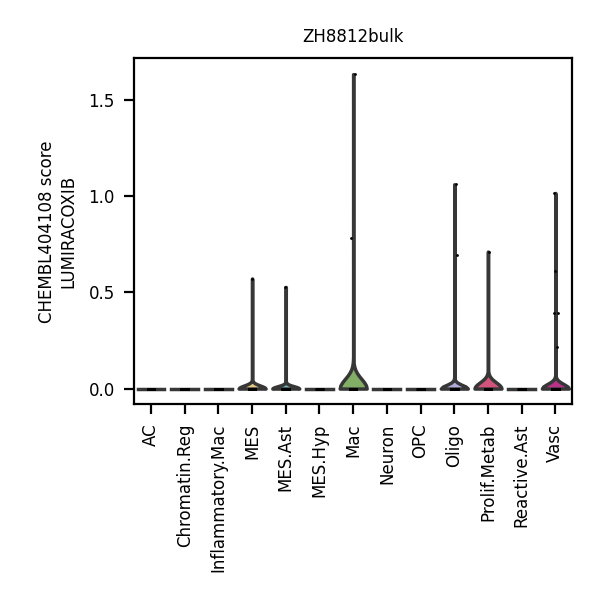 ZH8812bulk
CHEMBL404108 score
LUMIRACOXIB
1.5
1.0
0.5
0.0
AC
Chromatin.Reg
Inflammatory.Mac
MES
MES.Ast
MES.Hyp
Mac
Neuron
OPC
Oligo
Prolif.Metab
Reactive.Ast
Vasc